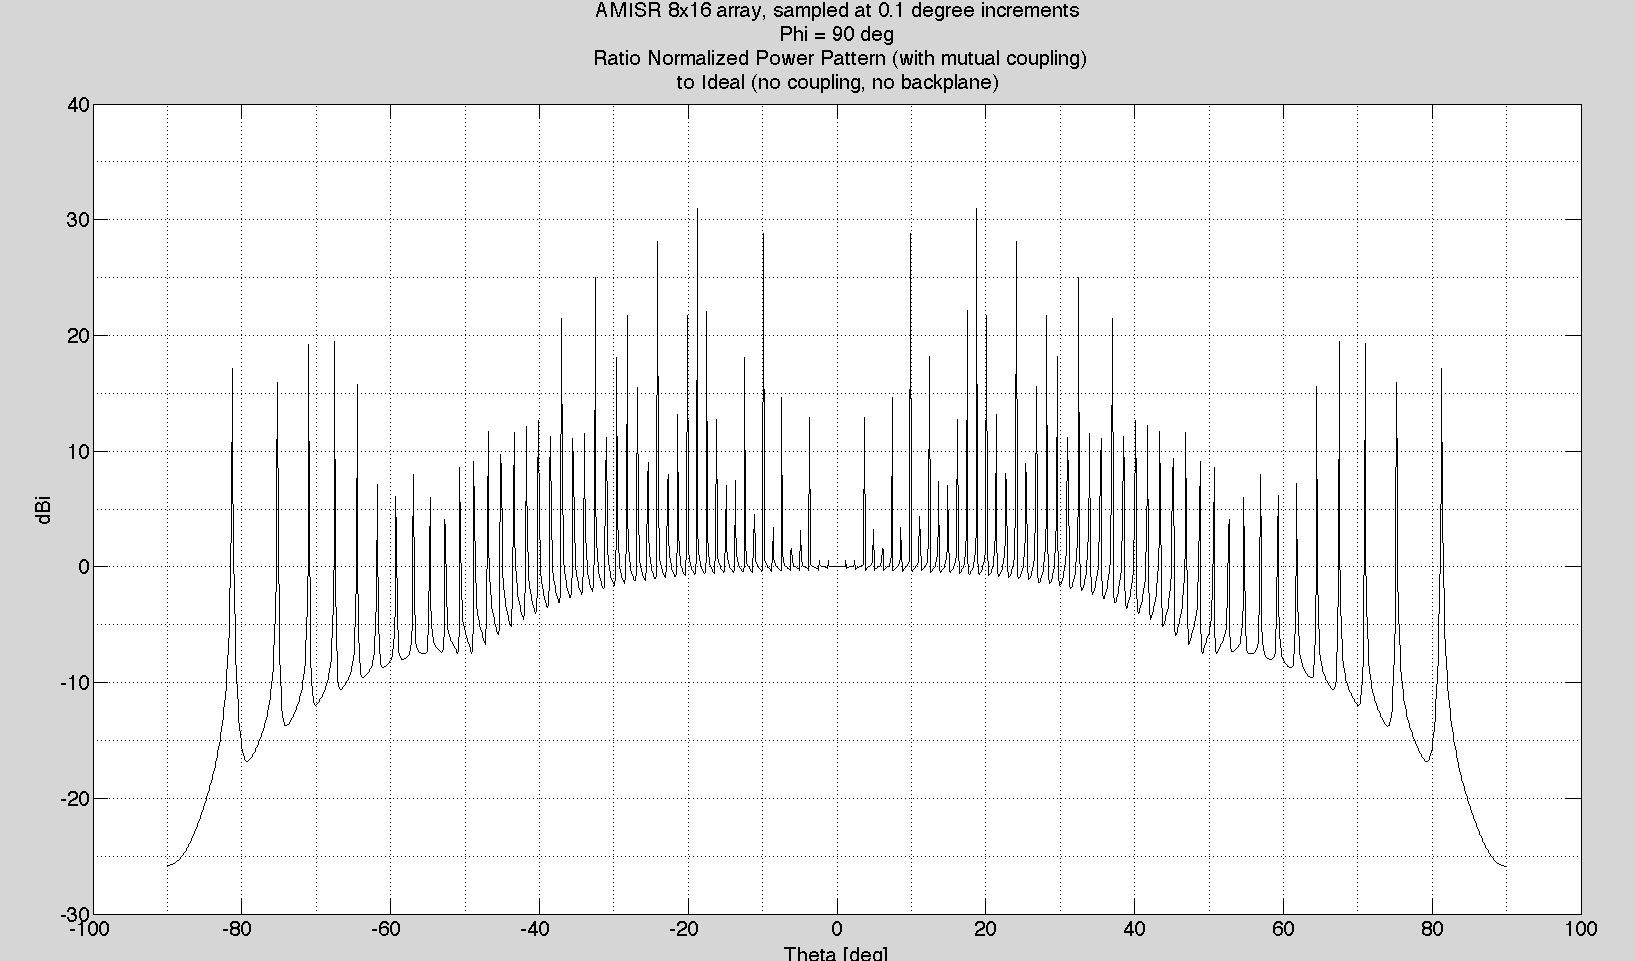 AMISR 8x16 array, sampled at 0.1 degree increments
Phi = 90 deg
Ratio Normalized Power Pattern (with mutual coupling)
to Ideal (no coupling, no backplane)
40
30
20
10
0
-10
-20
-30
dBi
-100 -80 -60 -40 -20 0 20 40 60 80 100
Theta [deg]